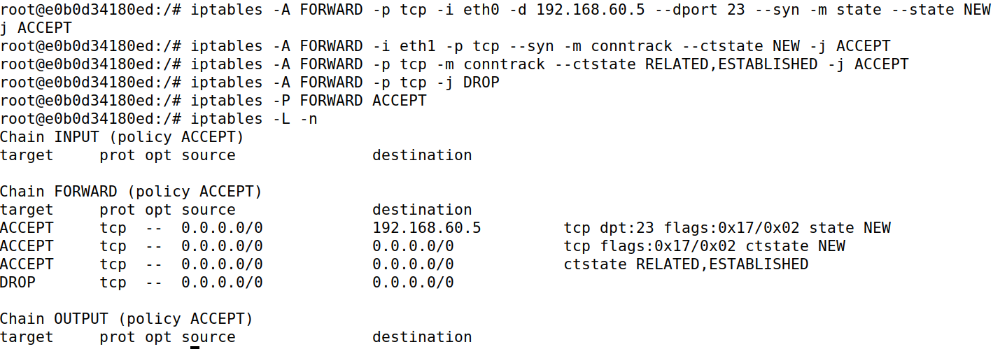 root@e0b0d34180ed:/# iptables -A FORWARD -p tcp -i eth0 -d 192.168.60.5 --dport 23 --syn -m state --state NEW
j ACCEPT
root@e0b0d34180ed:/# iptables -A FORWARD -i eth1 -p tcp --syn -m conntrack --ctstate NEW -j ACCEPT
root@e0b0d34180ed:/# iptables -A FORWARD -p tcp -m conntrack --ctstate RELATED,ESTABLISHED -j ACCEPT
root@e0b0d34180ed:/# iptables -A FORWARD -p tcp -j DROP
root@e0b0d34180ed:/# iptables -P FORWARD ACCEPT
root@e0b0d34180ed:/# iptables -L -n
Chain INPUT (policy ACCEPT)
target     prot opt source               destination
Chain FORWARD (policy ACCEPT)
target     prot opt source               destination
ACCEPT     tcp  --  0.0.0.0/0            192.168.60.5         tcp dpt:23 flags:0x17/0x02 state NEW
ACCEPT     tcp  --  0.0.0.0/0            0.0.0.0/0            tcp flags:0x17/0x02 ctstate NEW
ACCEPT     tcp  --  0.0.0.0/0            0.0.0.0/0            ctstate RELATED,ESTABLISHED
DROP       tcp  --  0.0.0.0/0            0.0.0.0/0
Chain OUTPUT (policy ACCEPT)
target     prot opt source               destination